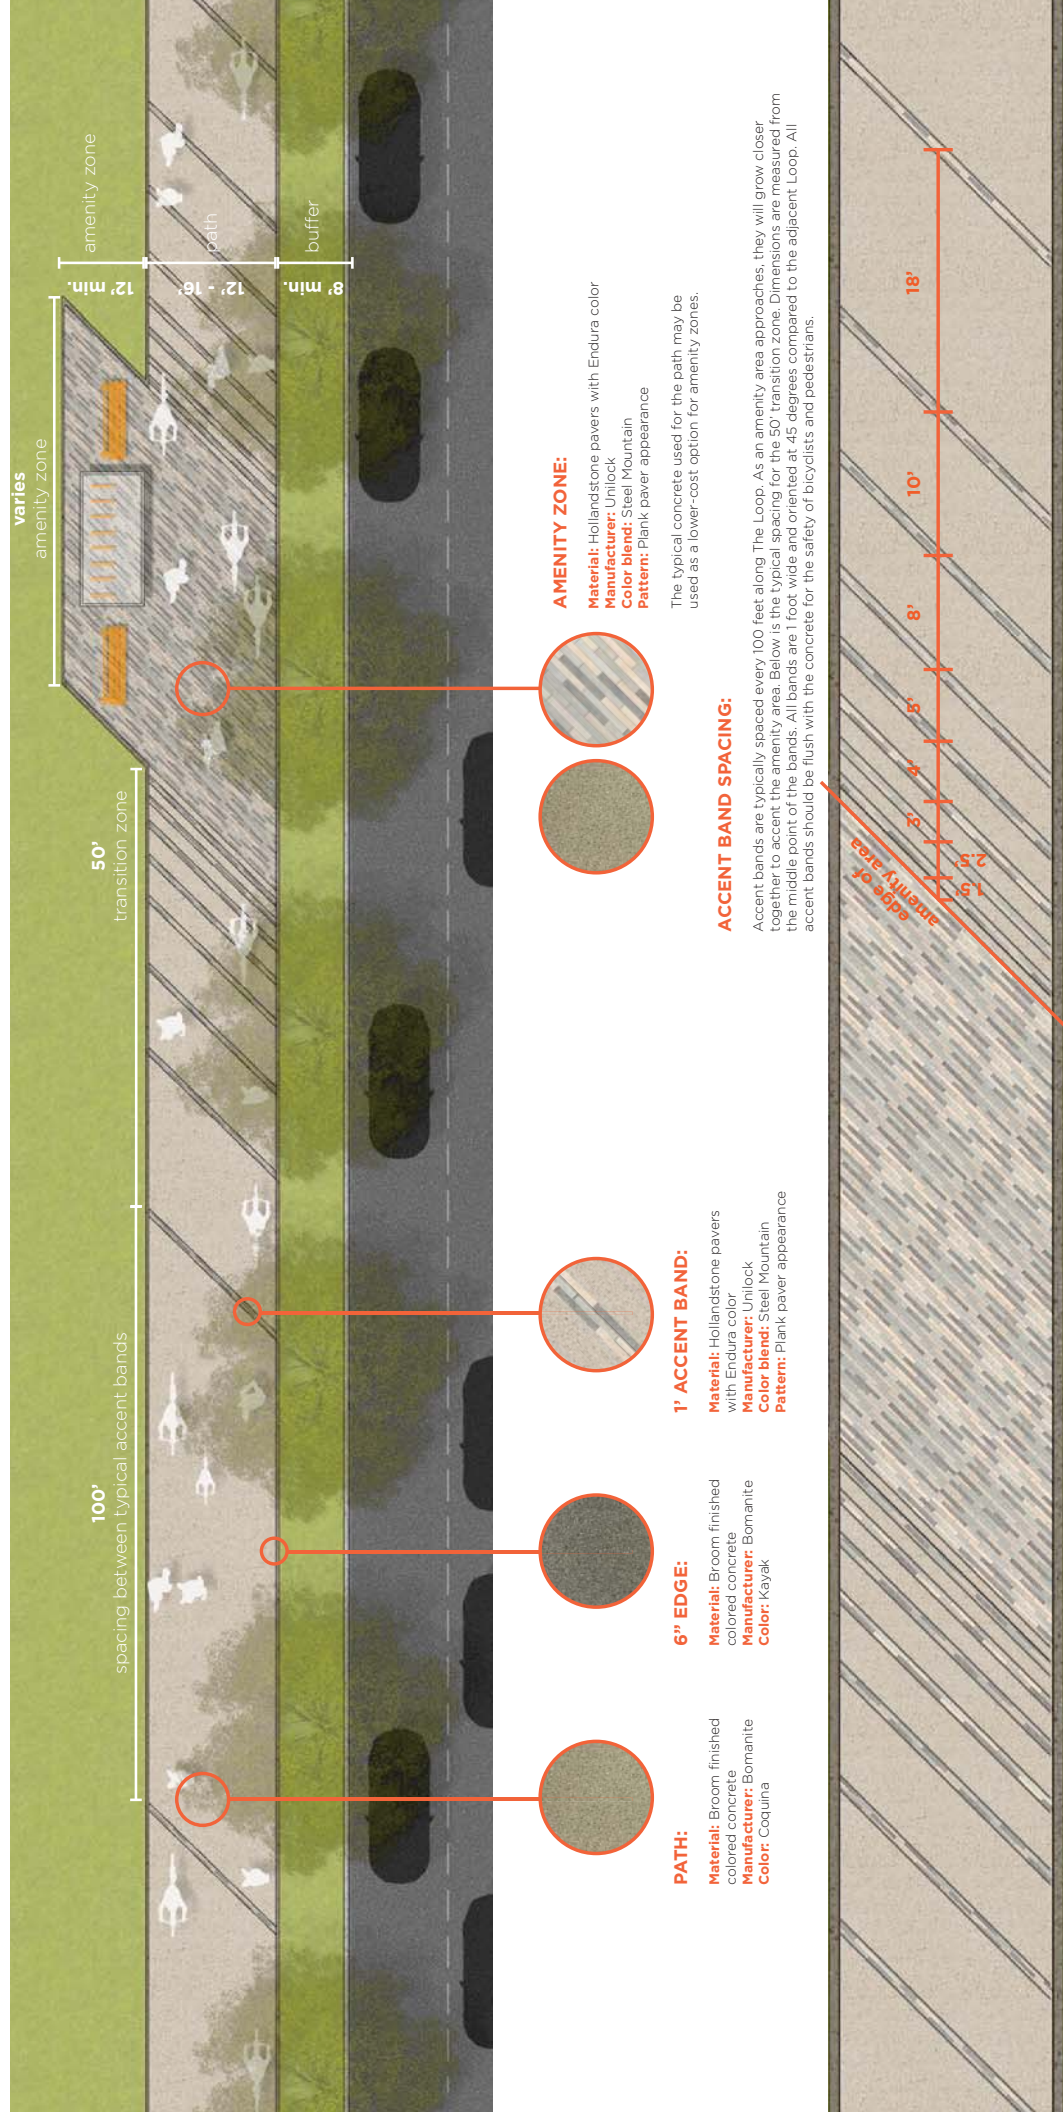 varies
amenity zone
12' min.
amenity zone
12' - 16'
path
8' min.
buffer
50'
transition zone
100'
spacing between typical accent bands
PATH:
Material: Broom finished
colored concrete
Manufacturer: Bomanite
Color: Coquina
6” EDGE:
Material: Broom finished
colored concrete
Manufacturer: Bomanite
Color: Kayak
1’ ACCENT BAND:
Material: Hollandstone pavers
with Endura color
Manufacturer: Unilock
Color blend: Steel Mountain
Pattern: Plank paver appearance
AMENITY ZONE:
Material: Hollandstone pavers with Endura color
Manufacturer: Unilock
Color blend: Steel Mountain
Pattern: Plank paver appearance
The typical concrete used for the path may be
used as a lower-cost option for amenity zones.
ACCENT BAND SPACING:
Accent bands are typically spaced every 100 feet along The Loop. As an amenity area approaches, they will grow closer
together to accent the amenity area. Below is the typical spacing for the 50’ transition zone. Dimensions are measured from
the middle point of the bands. All bands are 1 foot wide and oriented at 45 degrees compared to the adjacent Loop. All
accent bands should be flush with the concrete for the safety of bicyclists and pedestrians.
edge of
amenity area
1.5'
2.5'
3'
4'
5'
8'
10'
18'